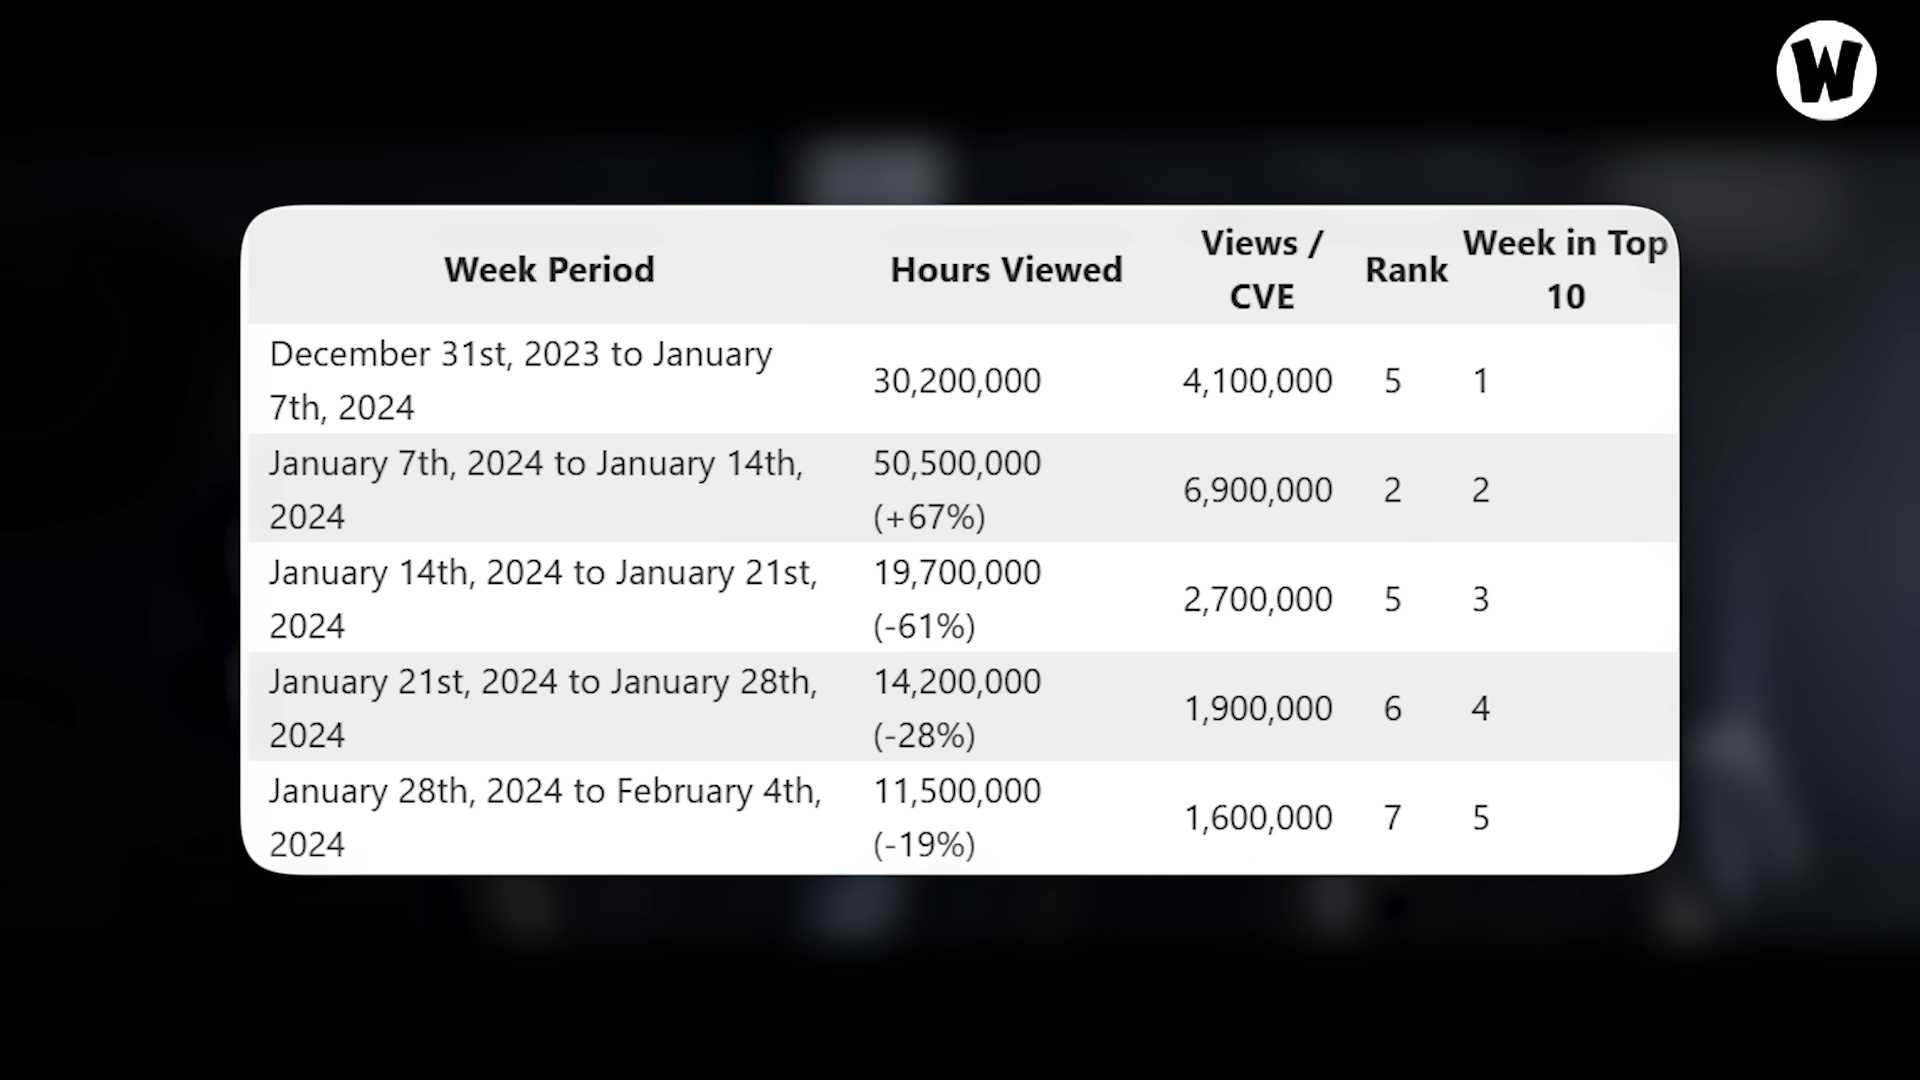 W
Week Period
Hours Viewed
Views /
CVE
Rank
Week in Top
10
December 31st, 2023 to January
7th, 2024
30,200,000
4,100,000
5
1
January 7th, 2024 to January 14th,
2024
50,500,000
(+67%)
6,900,000
2
2
January 14th, 2024 to January 21st,
2024
19,700,000
(-61%)
2,700,000
5
3
January 21st, 2024 to January 28th,
2024
14,200,000
(-28%)
1,900,000
6
4
January 28th, 2024 to February 4th,
2024
11,500,000
(-19%)
1,600,000
7
5